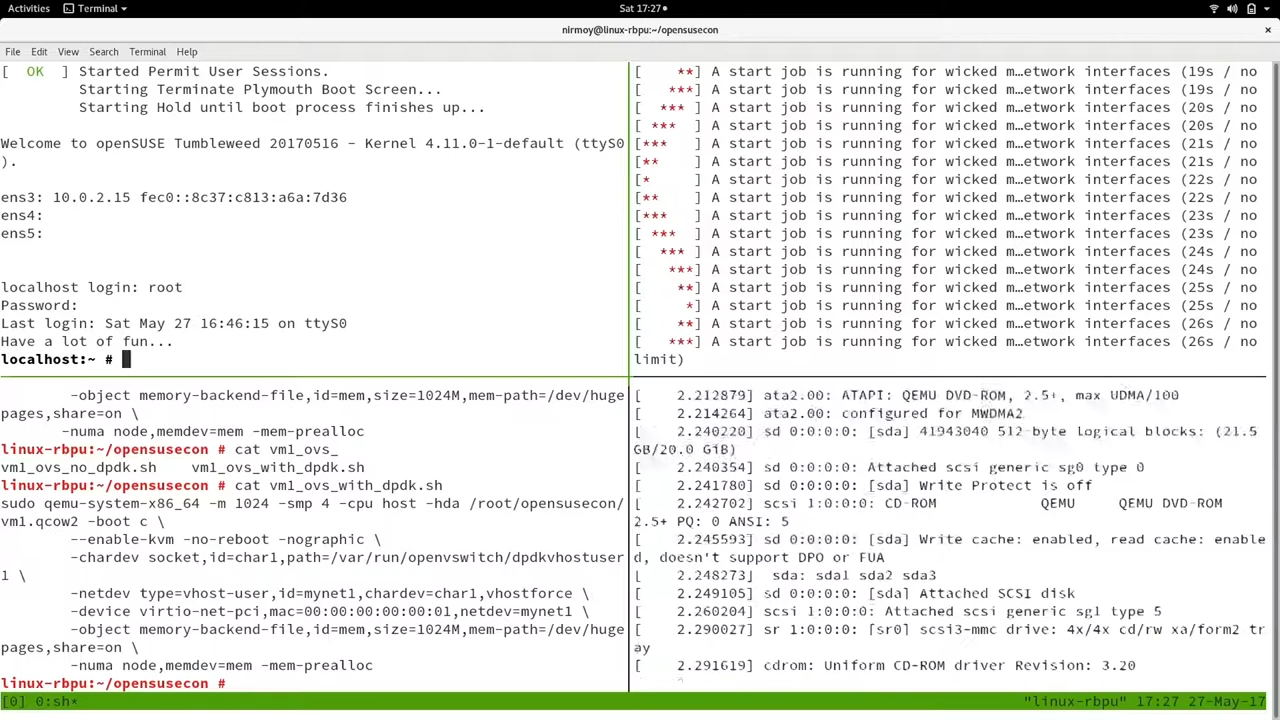 Activities Terminal Sat 17:27
nirmoy@linux-rbpu:~/opensusecon ×
File Edit View Search Terminal Help
[  OK  ] Started Permit User Sessions.
         Starting Terminate Plymouth Boot Screen...
         Starting Hold until boot process finishes up...
Welcome to openSUSE Tumbleweed 20170516 - Kernel 4.11.0-1-default (ttyS0
).
ens3: 10.0.2.15 fec0::8c37:c813:a6a:7d36
ens4:
ens5:
localhost login: root
Password:
Last login: Sat May 27 16:46:15 on ttyS0
Have a lot of fun...
localhost:~ #
[    **] A start job is running for wicked m…etwork interfaces (19s / no
[   ***] A start job is running for wicked m…etwork interfaces (19s / no
[  *** ] A start job is running for wicked m…etwork interfaces (20s / no
[ ***  ] A start job is running for wicked m…etwork interfaces (20s / no
[***   ] A start job is running for wicked m…etwork interfaces (21s / no
[**    ] A start job is running for wicked m…etwork interfaces (21s / no
[*     ] A start job is running for wicked m…etwork interfaces (22s / no
[**    ] A start job is running for wicked m…etwork interfaces (22s / no
[***   ] A start job is running for wicked m…etwork interfaces (23s / no
[ ***  ] A start job is running for wicked m…etwork interfaces (23s / no
[  *** ] A start job is running for wicked m…etwork interfaces (24s / no
[   ***] A start job is running for wicked m…etwork interfaces (24s / no
[    **] A start job is running for wicked m…etwork interfaces (25s / no
[     *] A start job is running for wicked m…etwork interfaces (25s / no
[    **] A start job is running for wicked m…etwork interfaces (26s / no
[   ***] A start job is running for wicked m…etwork interfaces (26s / no
limit)
        -object memory-backend-file,id=mem,size=1024M,mem-path=/dev/huge
pages,share=on \
       -numa node,memdev=mem -mem-prealloc
linux-rbpu:~/opensusecon # cat vm1_ovs_
vm1_ovs_no_dpdk.sh    vm1_ovs_with_dpdk.sh
linux-rbpu:~/opensusecon # cat vm1_ovs_with_dpdk.sh
sudo qemu-system-x86_64 -m 1024 -smp 4 -cpu host -hda /root/opensusecon/
vm1.qcow2 -boot c \
        --enable-kvm -no-reboot -nographic \
        -chardev socket,id=char1,path=/var/run/openvswitch/dpdkvhostuser
1 \
        -netdev type=vhost-user,id=mynet1,chardev=char1,vhostforce \
        -device virtio-net-pci,mac=00:00:00:00:00:01,netdev=mynet1 \
        -object memory-backend-file,id=mem,size=1024M,mem-path=/dev/huge
pages,share=on \
        -numa node,memdev=mem -mem-prealloc
linux-rbpu:~/opensusecon #
[    2.212879] ata2.00: ATAPI: QEMU DVD-ROM, 2.5+, max UDMA/100
[    2.214264] ata2.00: configured for MWDMA2
[    2.240220] sd 0:0:0:0: [sda] 41943040 512-byte logical blocks: (21.5
GB/20.0 GiB)
[    2.240354] sd 0:0:0:0: Attached scsi generic sg0 type 0
[    2.241780] sd 0:0:0:0: [sda] Write Protect is off
[    2.242702] scsi 1:0:0:0: CD-ROM            QEMU     QEMU DVD-ROM
2.5+ PQ: 0 ANSI: 5
[    2.245593] sd 0:0:0:0: [sda] Write cache: enabled, read cache: enable
d, doesn't support DPO or FUA
[    2.248273]  sda: sda1 sda2 sda3
[    2.249105] sd 0:0:0:0: [sda] Attached SCSI disk
[    2.260204] scsi 1:0:0:0: Attached scsi generic sg1 type 5
[    2.290027] sr 1:0:0:0: [sr0] scsi3-mmc drive: 4x/4x cd/rw xa/form2 tr
ay
[    2.291619] cdrom: Uniform CD-ROM driver Revision: 3.20
[0] 0:sh* "linux-rbpu" 17:27 27-May-17